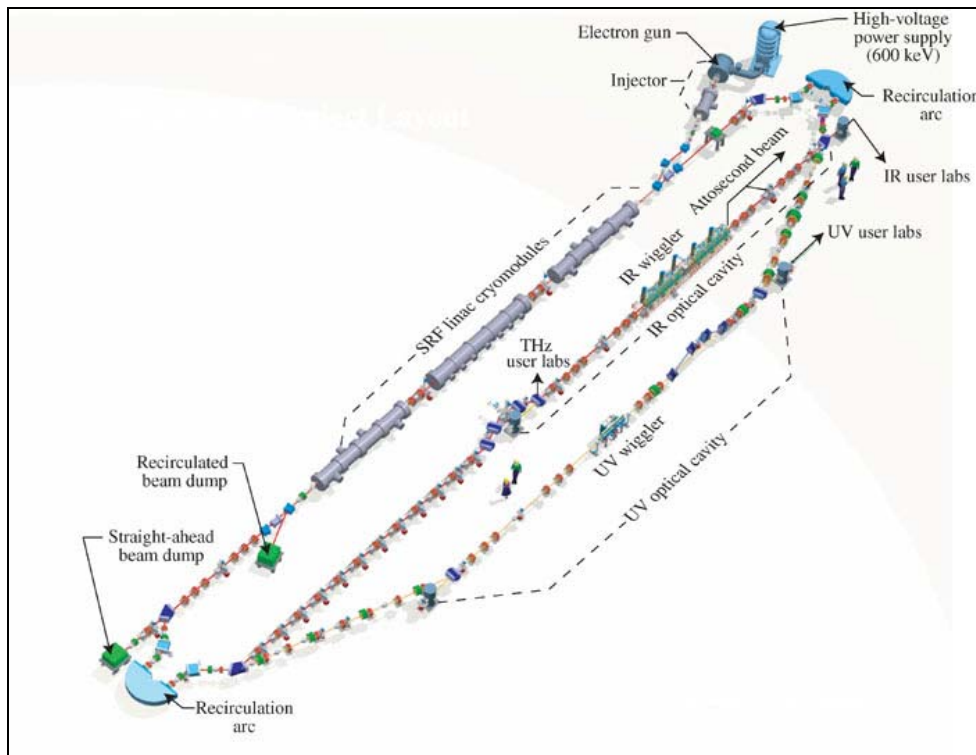 High-voltage
power supply
(600 keV)
Electron gun
Injector
Recirculation
arc
IR user labs
Attosecond beam
UV user labs
IR wiggler
IR optical cavity
SRF linac cryomodules
THz
user labs
UV wiggler
UV optical cavity
Recirculated
beam dump
Straight-ahead
beam dump
Recirculation
arc